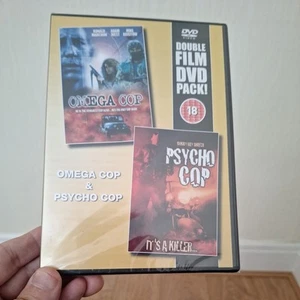 DVD
DOUBLE
FILM
DVD
PACK!
18
OMEGA COP
OMEGA COP
&
PSYCHO COP
PSYCHO
COP
IT'S A KILLER...